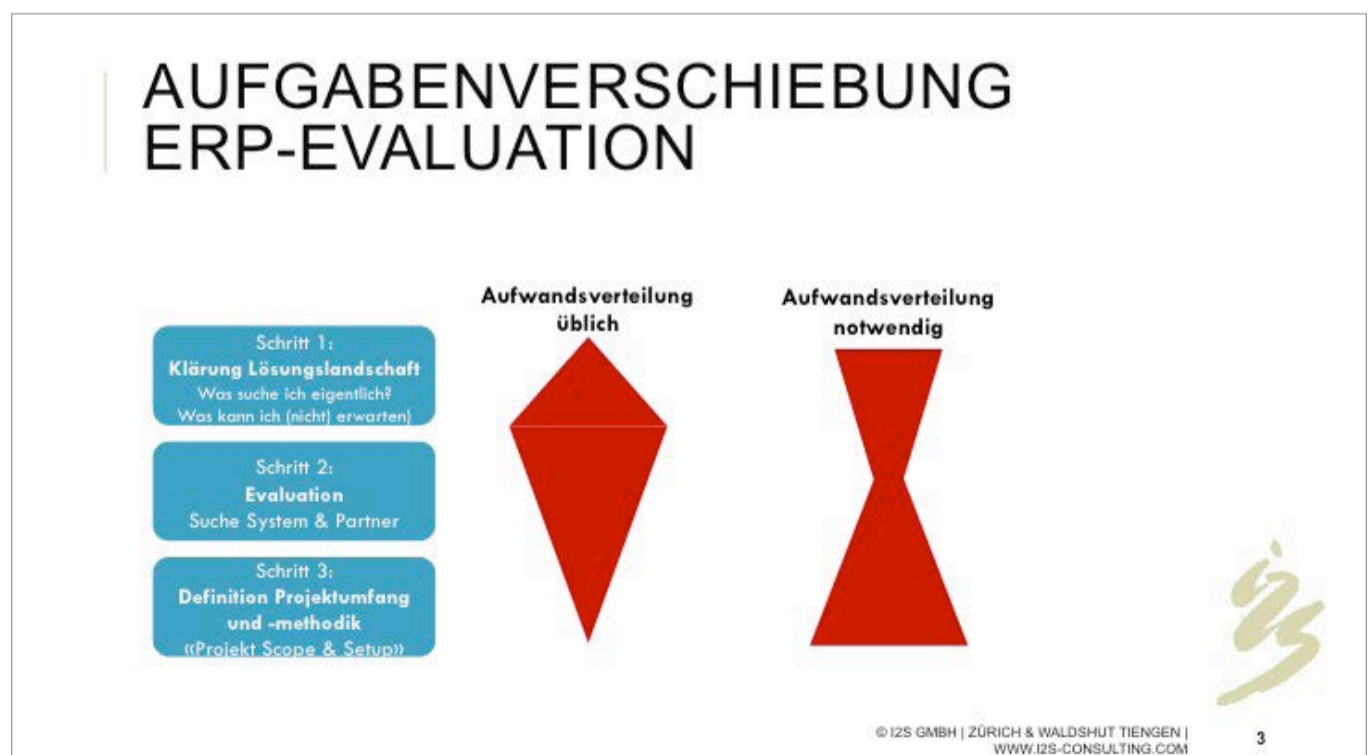 AUFGABENVERSCHIEBUNG
ERP-EVALUATION
Schritt 1:
Klärung Lösungslandschaft
Was suche ich eigentlich?
Was kann ich (nicht) erwarten)
Schritt 2:
Evaluation
Suche System & Partner
Schritt 3:
Definition Projektumfang
und -methodik
«Projekt Scope & Setup»
Aufwandsverteilung
üblich
Aufwandsverteilung
notwendig
i2s
© I2S GMBH | ZÜRICH & WALDSHUT TIENGEN |
WWW.I2S-CONSULTING.COM
3